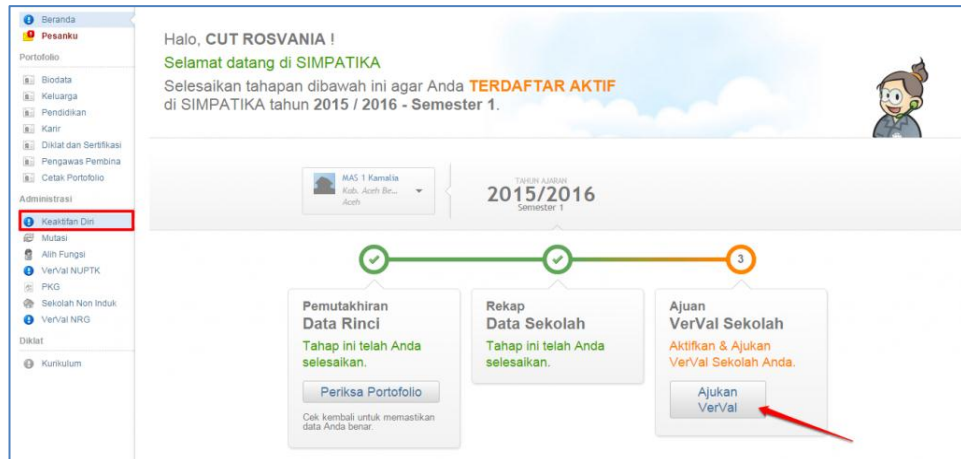 Beranda
Pesanku
Portofolio
Biodata
Keluarga
Pendidikan
Karir
Diklat dan Sertifikasi
Pengawas Pembina
Cetak Portofolio
Administrasi
Keaktifan Diri
Mutasi
Alih Fungsi
VerVal NUPTK
PKG
Sekolah Non Induk
VerVal NRG
Diklat
Kurikulum
Halo, CUT ROSVANIA !
Selamat datang di SIMPATIKA
Selesaikan tahapan dibawah ini agar Anda TERDAFTAR AKTIF
di SIMPATIKA tahun 2015 / 2016 - Semester 1.
MAS 1 Kamalia
Kab. Aceh Be...
Aceh
TAHUN AJARAN
2015/2016
Semester 1
3
Pemutakhiran
Data Rinci
Tahap ini telah Anda
selesaikan.
Periksa Portofolio
Cek kembali untuk memastikan
data Anda benar.
Rekap
Data Sekolah
Tahap ini telah Anda
selesaikan.
Ajuan
VerVal Sekolah
Aktifkan & Ajukan
VerVal Sekolah Anda.
Ajukan
VerVal